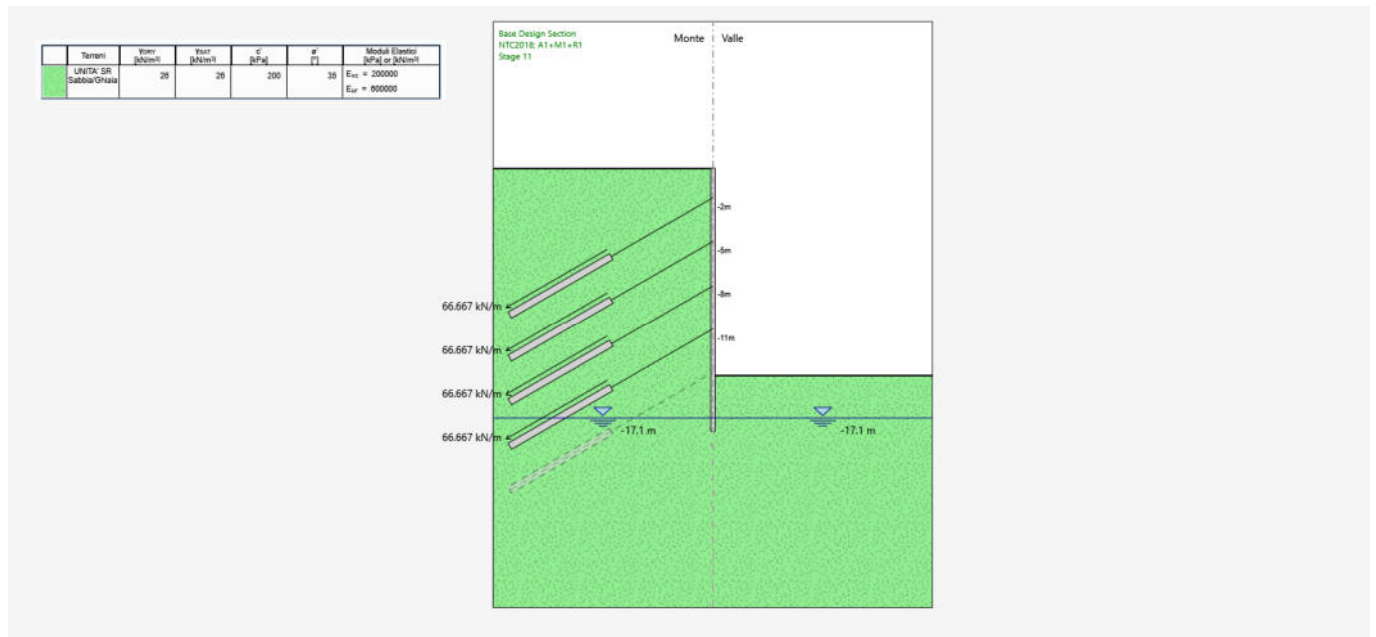 Base Design Section
NTC2018: A1+M1+R1
Stage 11
Monte Valle
Terreni γDRY γSAT c' ø' Moduli Elastici
[kN/m³] [kN/m³] [kPa] [°] [kPa] or [kN/m³]
UNITA' SR 26 26 200 35 Evc = 200000
Sabbia/Ghiaia
Eur = 600000
-2m
-5m
-8m
66.667 kN/m
-11m
66.667 kN/m
66.667 kN/m
-17.1 m -17.1 m
66.667 kN/m